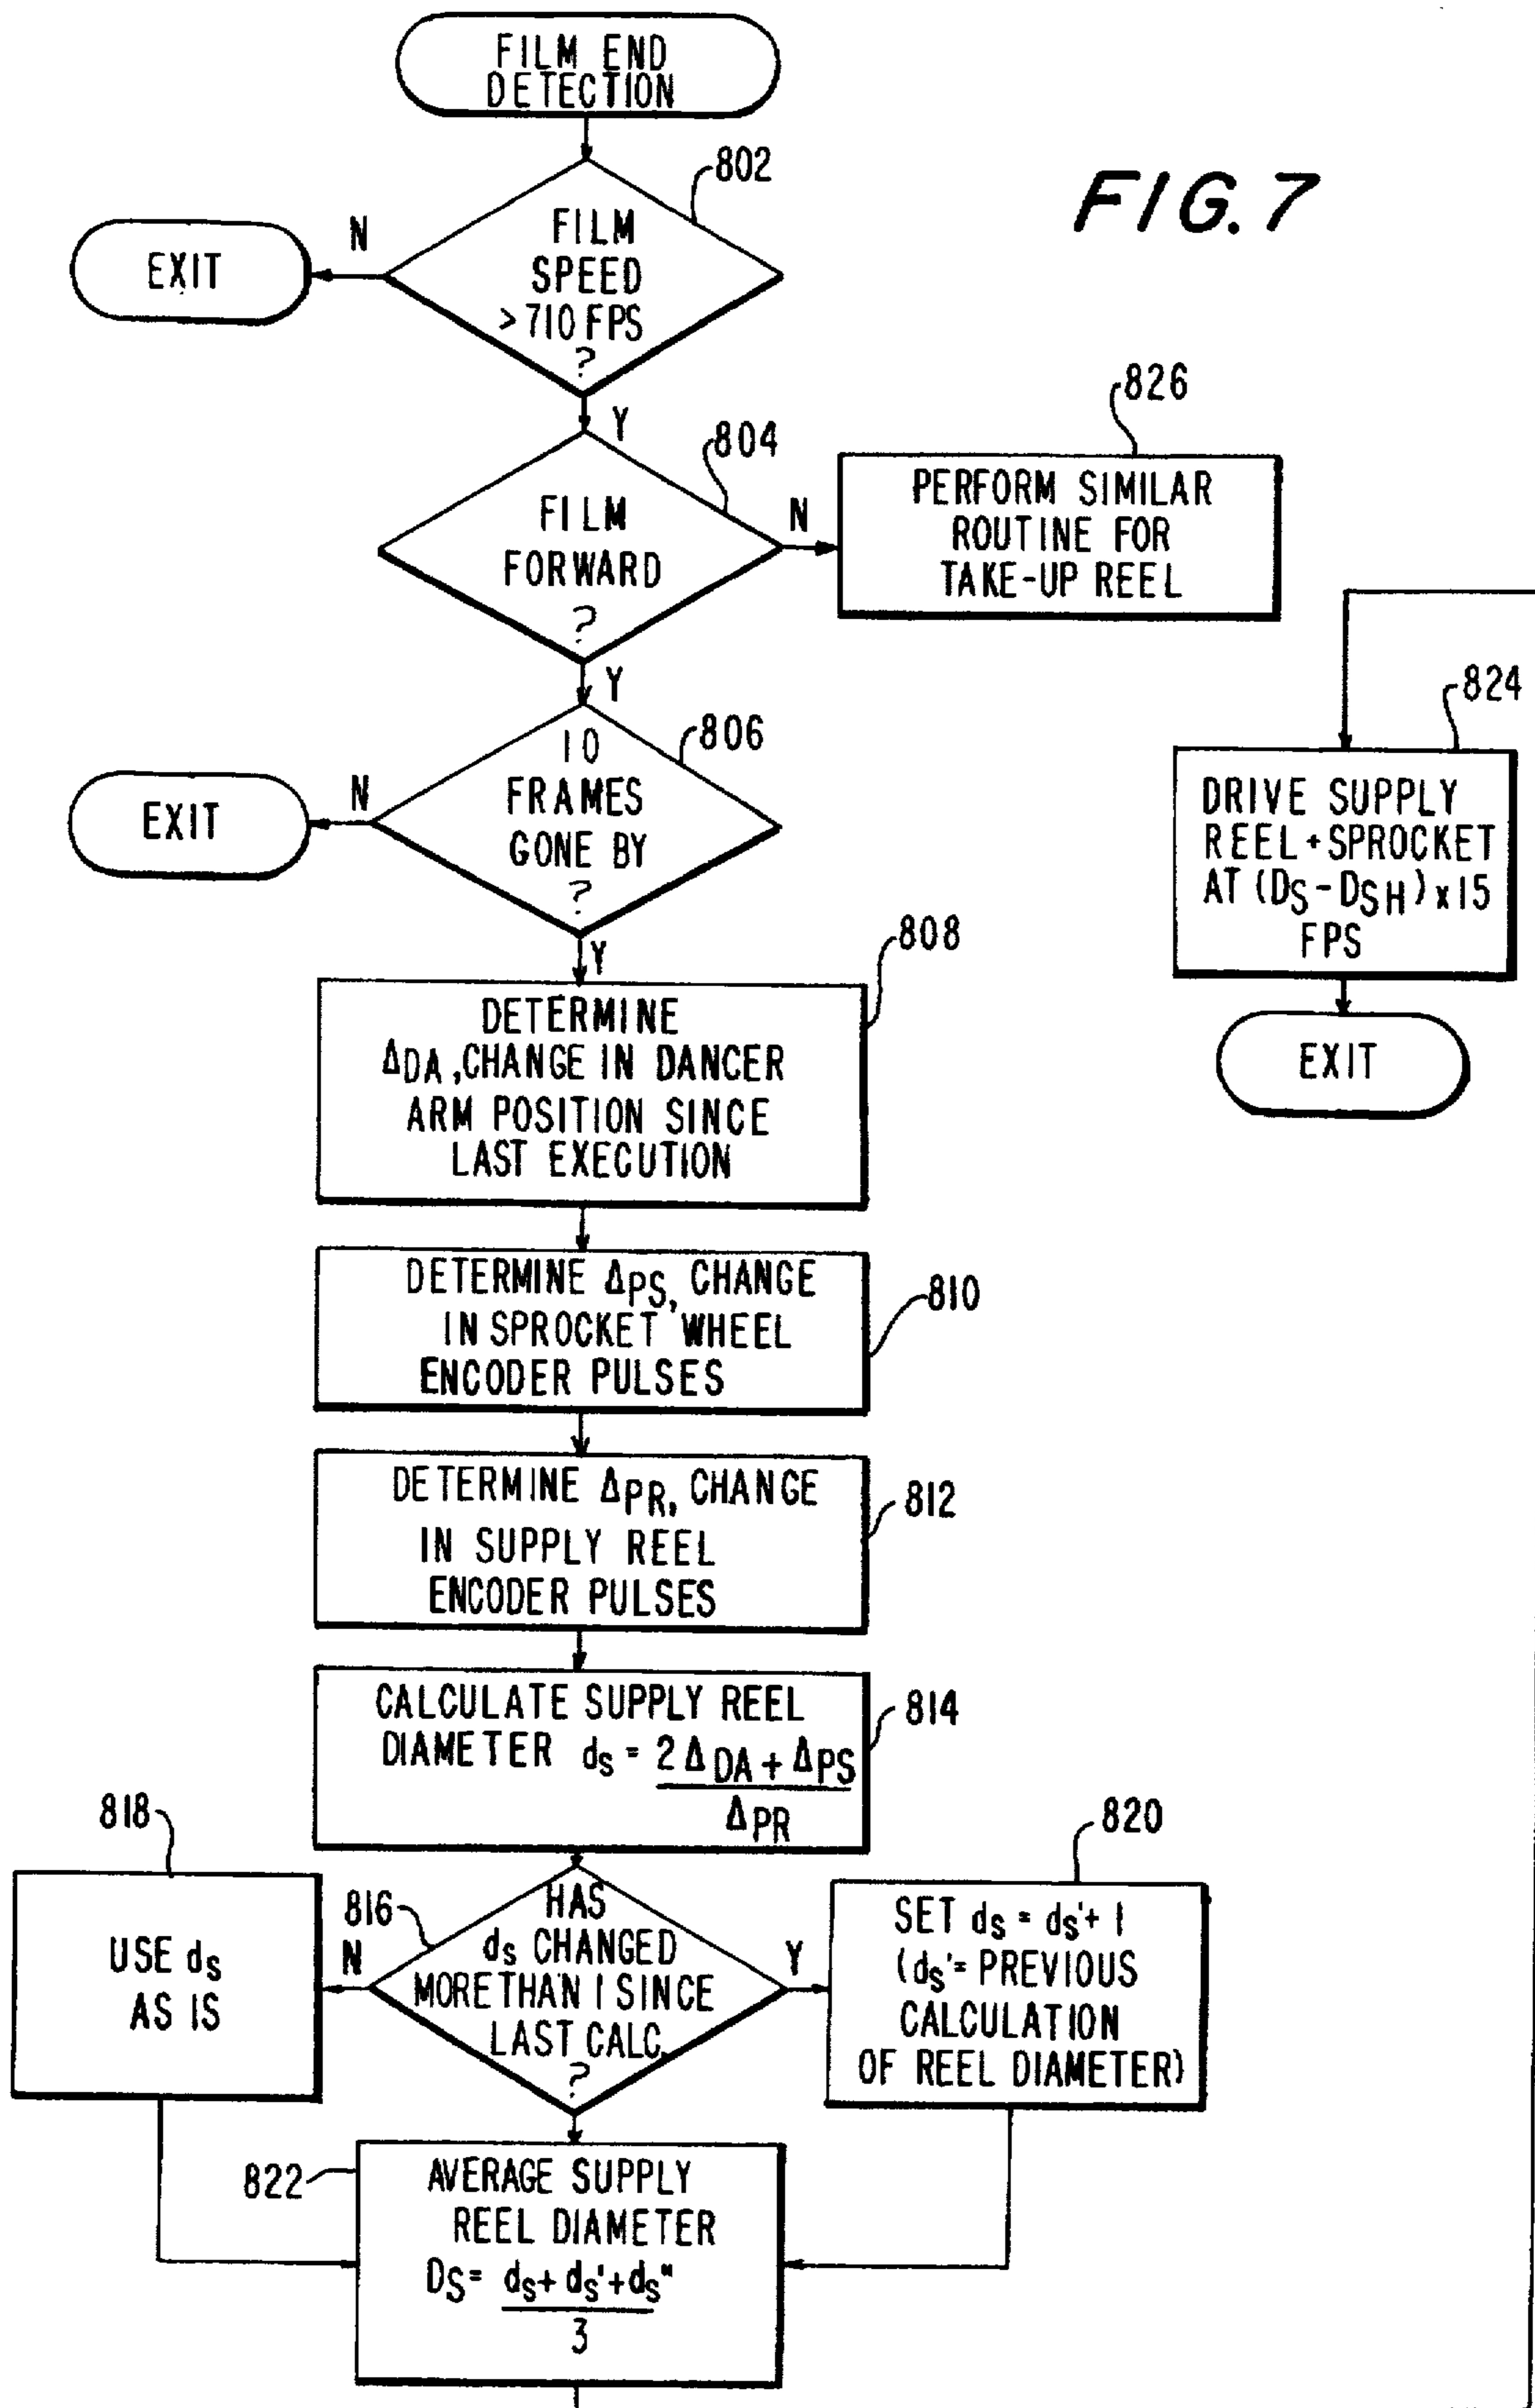 FILM END
DETECTION
802
FIG. 7
FILM
SPEED
> 710 FPS
?
N
EXIT
Y
804
FILM
FORWARD
?
N
826
PERFORM SIMILAR
ROUTINE FOR
TAKE-UP REEL
Y
806
10
FRAMES
GONE BY
?
N
EXIT
824
DRIVE SUPPLY
REEL + SPROCKET
AT (DS - DSH) x 15
FPS
EXIT
Y
808
DETERMINE
ΔDA, CHANGE IN DANCER
ARM POSITION SINCE
LAST EXECUTION
DETERMINE ΔPS, CHANGE
IN SPROCKET WHEEL
ENCODER PULSES
810
DETERMINE ΔPR, CHANGE
IN SUPPLY REEL
ENCODER PULSES
812
CALCULATE SUPPLY REEL
DIAMETER ds = 2 ΔDA + ΔPS
ΔPR
814
818
USE ds
AS IS
816
HAS
ds CHANGED
MORE THAN 1 SINCE
LAST CALC.
?
N
Y
820
SET ds = ds' + 1
(ds' = PREVIOUS
CALCULATION
OF REEL DIAMETER)
822
AVERAGE SUPPLY
REEL DIAMETER
DS = ds + ds' + ds"
3